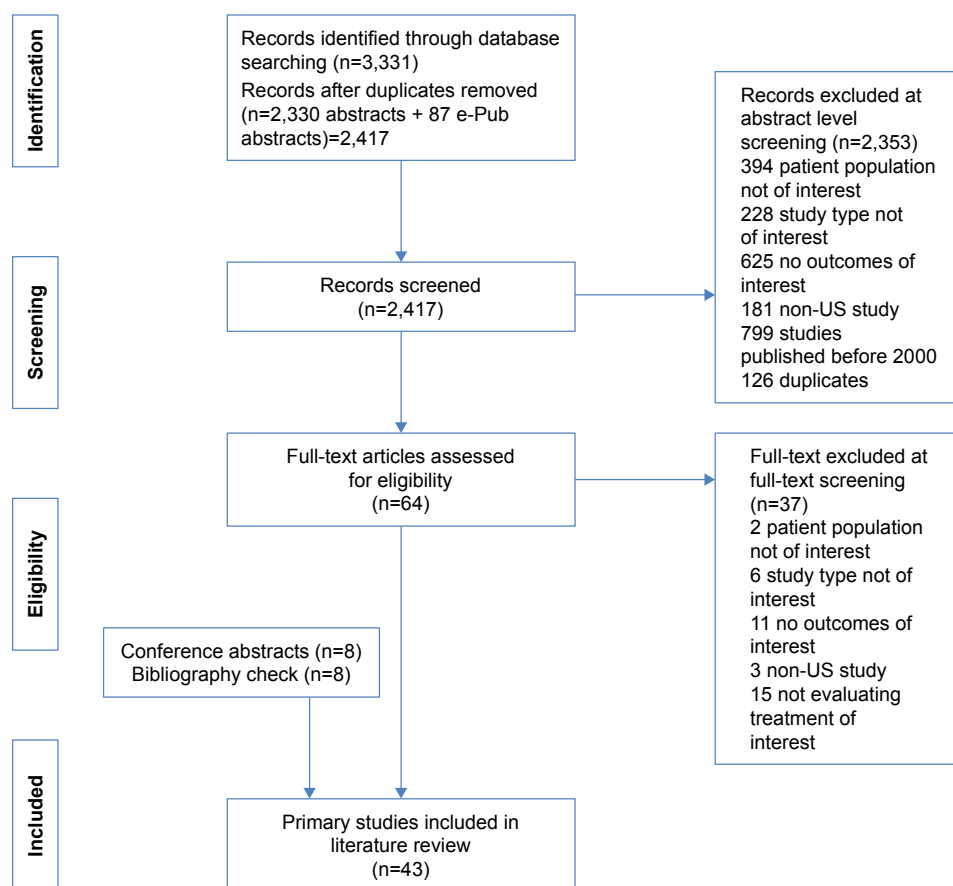 Identification
Records identified through database
searching (n=3,331)
Records after duplicates removed
(n=2,330 abstracts + 87 e-Pub
abstracts)=2,417
Records excluded at
abstract level
screening (n=2,353)
394 patient population
not of interest
228 study type not
of interest
625 no outcomes of
interest
181 non-US study
799 studies
published before 2000
126 duplicates
Screening
Records screened
(n=2,417)
Full-text articles assessed
for eligibility
(n=64)
Full-text excluded at
full-text screening
(n=37)
2 patient population
not of interest
6 study type not of
interest
11 no outcomes of
interest
3 non-US study
15 not evaluating
treatment of
interest
Eligibility
Conference abstracts (n=8)
Bibliography check (n=8)
Included
Primary studies included in
literature review
(n=43)